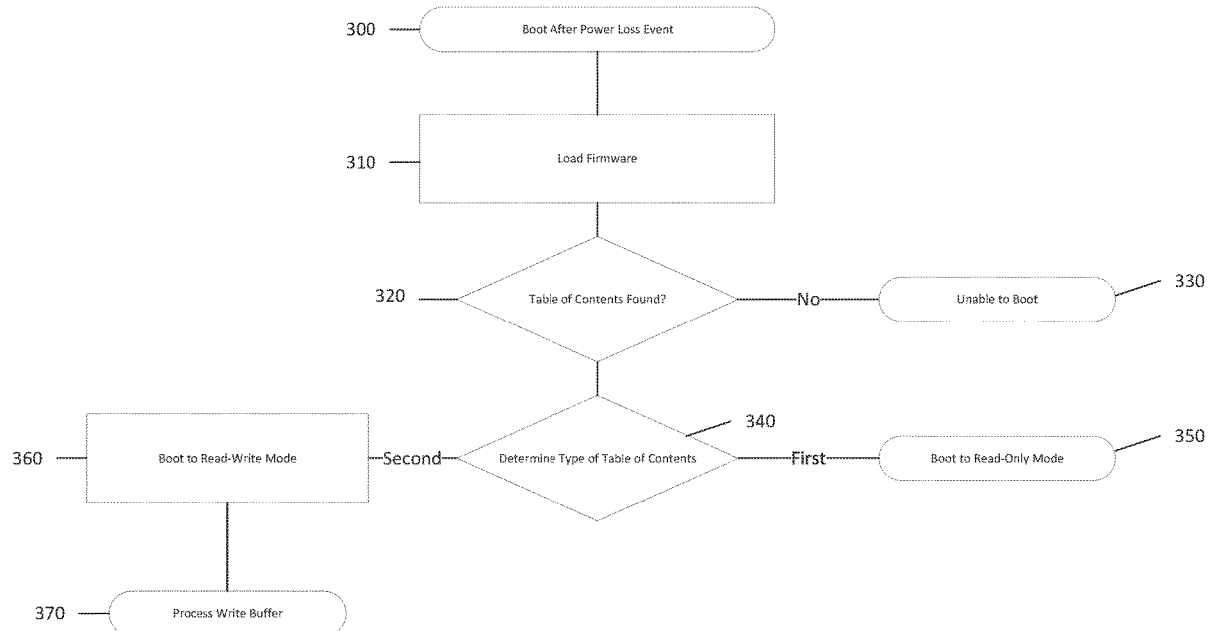 300
Boot After Power Loss Event
310
Load Firmware
320
Table of Contents Found?
No
Unable to Boot
330
340
360
Boot to Read-Write Mode
Second
Determine Type of Table of Contents
First
Boot to Read-Only Mode
350
370
Process Write Buffer